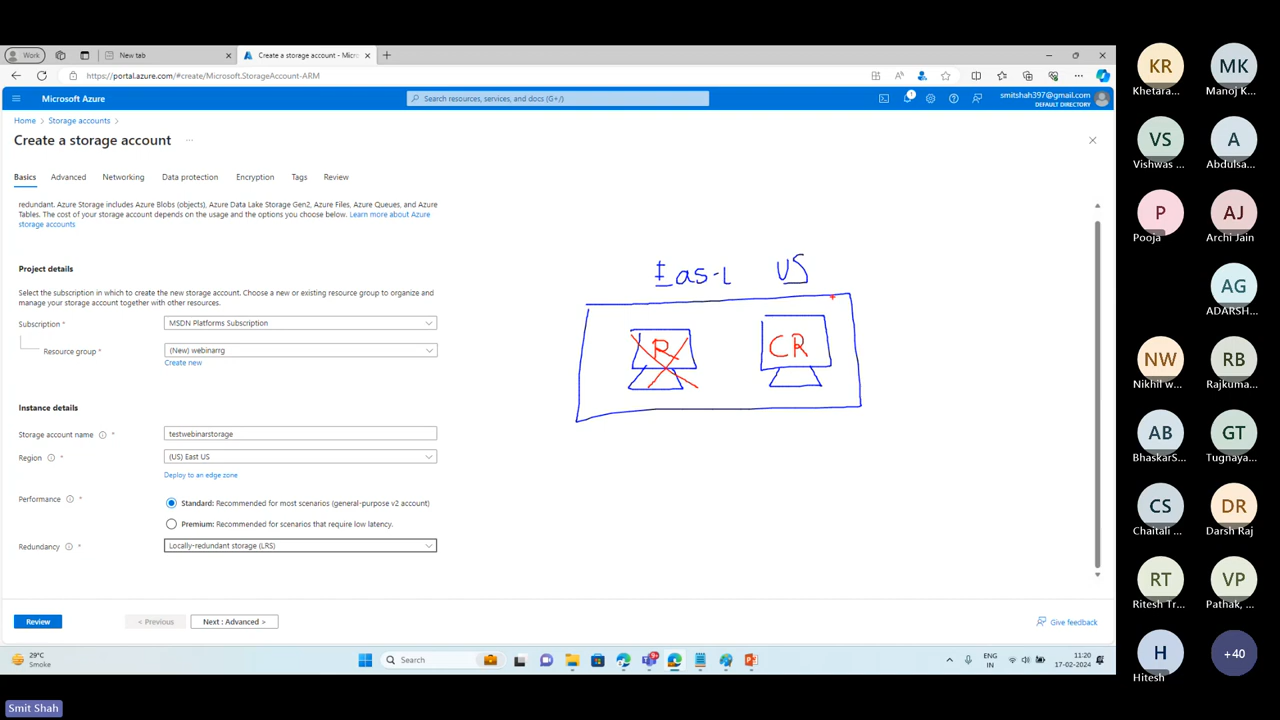 Work
New tab
Create a storage account - Micro
https://portal.azure.com/#create/Microsoft.StorageAccount-ARM
Microsoft Azure
Search resources, services, and docs (G+/)
1
smitshah397@gmail.com
DEFAULT DIRECTORY
Home > Storage accounts >
Create a storage account ...
Basics
Advanced
Networking
Data protection
Encryption
Tags
Review
redundant. Azure Storage includes Azure Blobs (objects), Azure Data Lake Storage Gen2, Azure Files, Azure Queues, and Azure
Tables. The cost of your storage account depends on the usage and the options you choose below. Learn more about Azure
storage accounts
Project details
Select the subscription in which to create the new storage account. Choose a new or existing resource group to organize and
manage your storage account together with other resources.
Subscription *
MSDN Platforms Subscription
Resource group *
(New) webinarrg
Create new
Instance details
Storage account name *
testwebinarstorage
Region *
(US) East US
Deploy to an edge zone
Performance *
Standard: Recommended for most scenarios (general-purpose v2 account)
Premium: Recommended for scenarios that require low latency.
Redundancy *
Locally-redundant storage (LRS)
East US
R
CR
Review
< Previous
Next : Advanced >
Give feedback
29°C
Smoke
Search
ENG
IN
11:20
17-02-2024
KR
Khetara...
MK
Manoj K...
VS
Vishwas ...
A
Abdulsa...
P
Pooja
AJ
Archi Jain
AG
ADARSH...
NW
Nikhil w...
RB
Rajkuma...
AB
BhaskarS...
GT
Tugnaya...
CS
Chaitali ...
DR
Darsh Raj
RT
Ritesh Tr...
VP
Pathak, ...
H
Hitesh
+40
Smit Shah